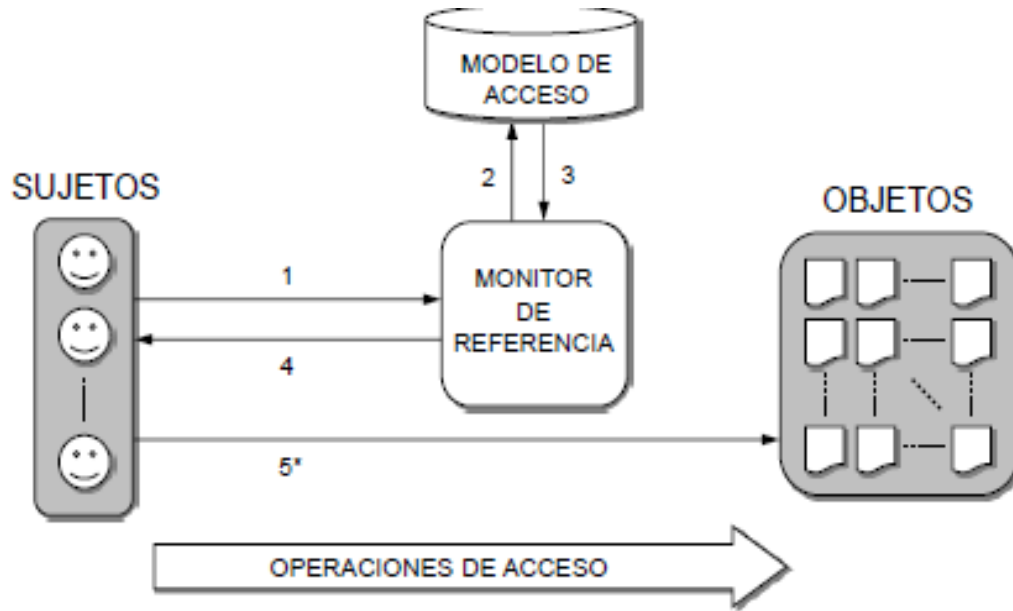 MODELO DE
ACCESO
SUJETOS
2
3
OBJETOS
1
MONITOR
DE
REFERENCIA
4
5*
OPERACIONES DE ACCESO